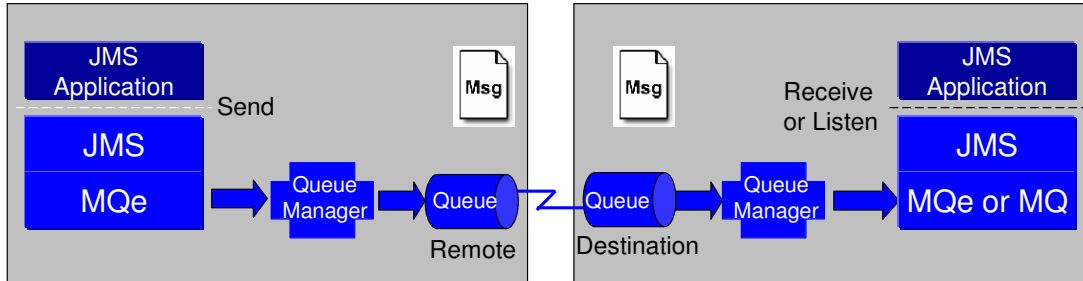 JMS
Application
Send
JMS
MQe
Queue
Manager
Msg
Queue
Remote
Msg
Queue
Destination
Queue
Manager
Receive
or Listen
JMS
Application
JMS
MQe or MQ